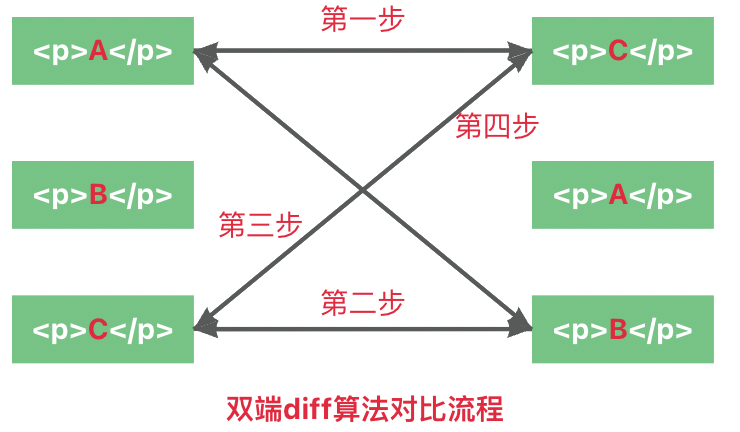 第一步
<p>A</p>
<p>C</p>
第四步
<p>B</p>
<p>A</p>
第三步
第二步
<p>C</p>
<p>B</p>
双端diff算法对比流程